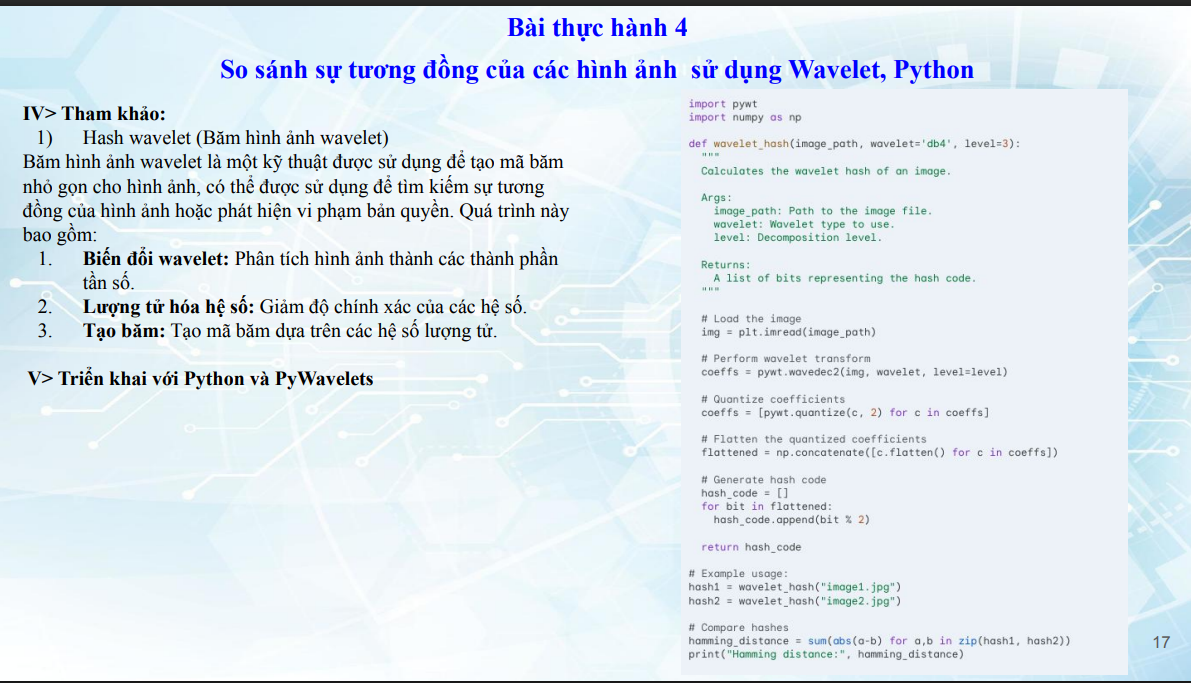 Bài thực hành 4
So sánh sự tương đồng của các hình ảnh sử dụng Wavelet, Python
IV> Tham khảo:
1) Hash wavelet (Băm hình ảnh wavelet)
Băm hình ảnh wavelet là một kỹ thuật được sử dụng để tạo mã băm
nhỏ gọn cho hình ảnh, có thể được sử dụng để tìm kiếm sự tương
đồng của hình ảnh hoặc phát hiện vi phạm bản quyền. Quá trình này
bao gồm:
1. Biến đổi wavelet: Phân tích hình ảnh thành các thành phần
tần số.
2. Lượng tử hóa hệ số: Giảm độ chính xác của các hệ số.
3. Tạo băm: Tạo mã băm dựa trên các hệ số lượng tử.
V> Triển khai với Python và PyWavelets
import pywt
import numpy as np
def wavelet_hash(image_path, wavelet='db4', level=3):
"""
Calculates the wavelet hash of an image.
Args:
image_path: Path to the image file.
wavelet: Wavelet type to use.
level: Decomposition level.
Returns:
A list of bits representing the hash code.
"""
# Load the image
img = plt.imread(image_path)
# Perform wavelet transform
coeffs = pywt.wavedec2(img, wavelet, level=level)
# Quantize coefficients
coeffs = [pywt.quantize(c, 2) for c in coeffs]
# Flatten the quantized coefficients
flattened = np.concatenate([c.flatten() for c in coeffs])
# Generate hash code
hash_code = []
for bit in flattened:
hash_code.append(bit % 2)
return hash_code
# Example usage:
hash1 = wavelet_hash("image1.jpg")
hash2 = wavelet_hash("image2.jpg")
# Compare hashes
hamming_distance = sum(abs(a-b) for a,b in zip(hash1, hash2))
print("Hamming distance:", hamming_distance)
17